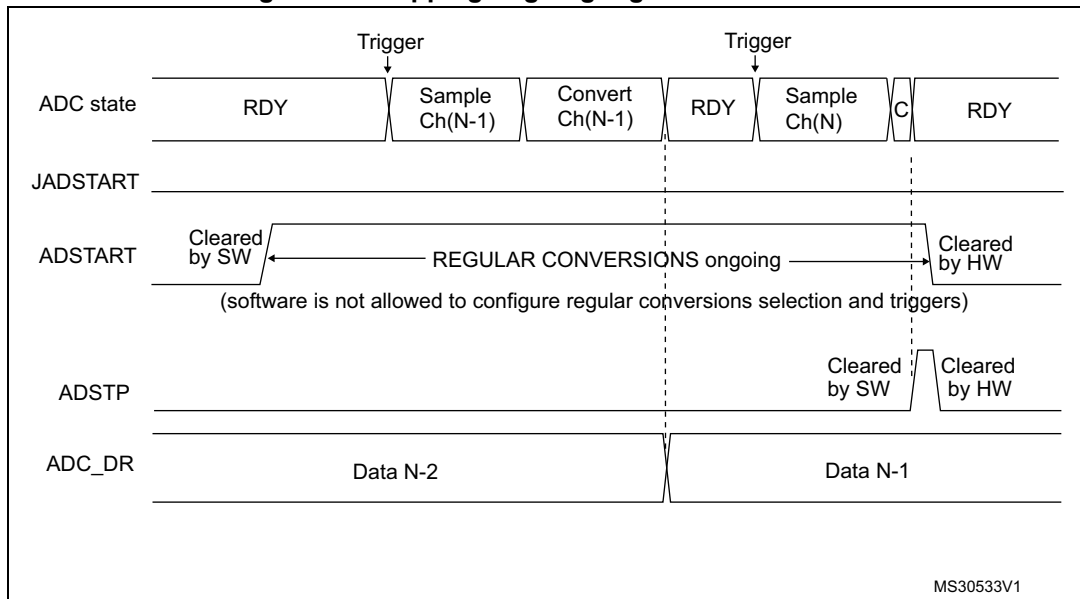 Trigger Trigger
ADC state RDY Sample Ch(N-1) Convert Ch(N-1) RDY Sample Ch(N) C RDY
JADSTART
ADSTART Cleared by SW REGULAR CONVERSIONS ongoing Cleared by HW
(software is not allowed to configure regular conversions selection and triggers)
ADSTP Cleared by SW Cleared by HW
ADC_DR Data N-2 Data N-1
MS30533V1